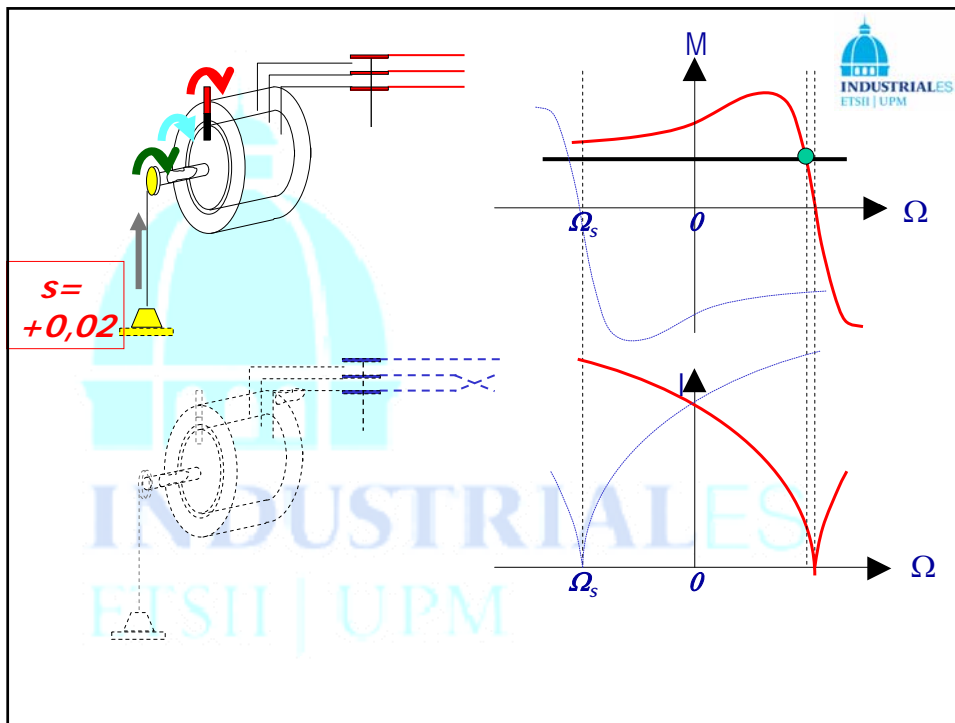 M
INDUSTRIALES
ETSII | UPM
Ωs
0
Ω
s=
+0,02
I
INDUSTRIALES
ETSII | UPM
Ωs
0
Ω